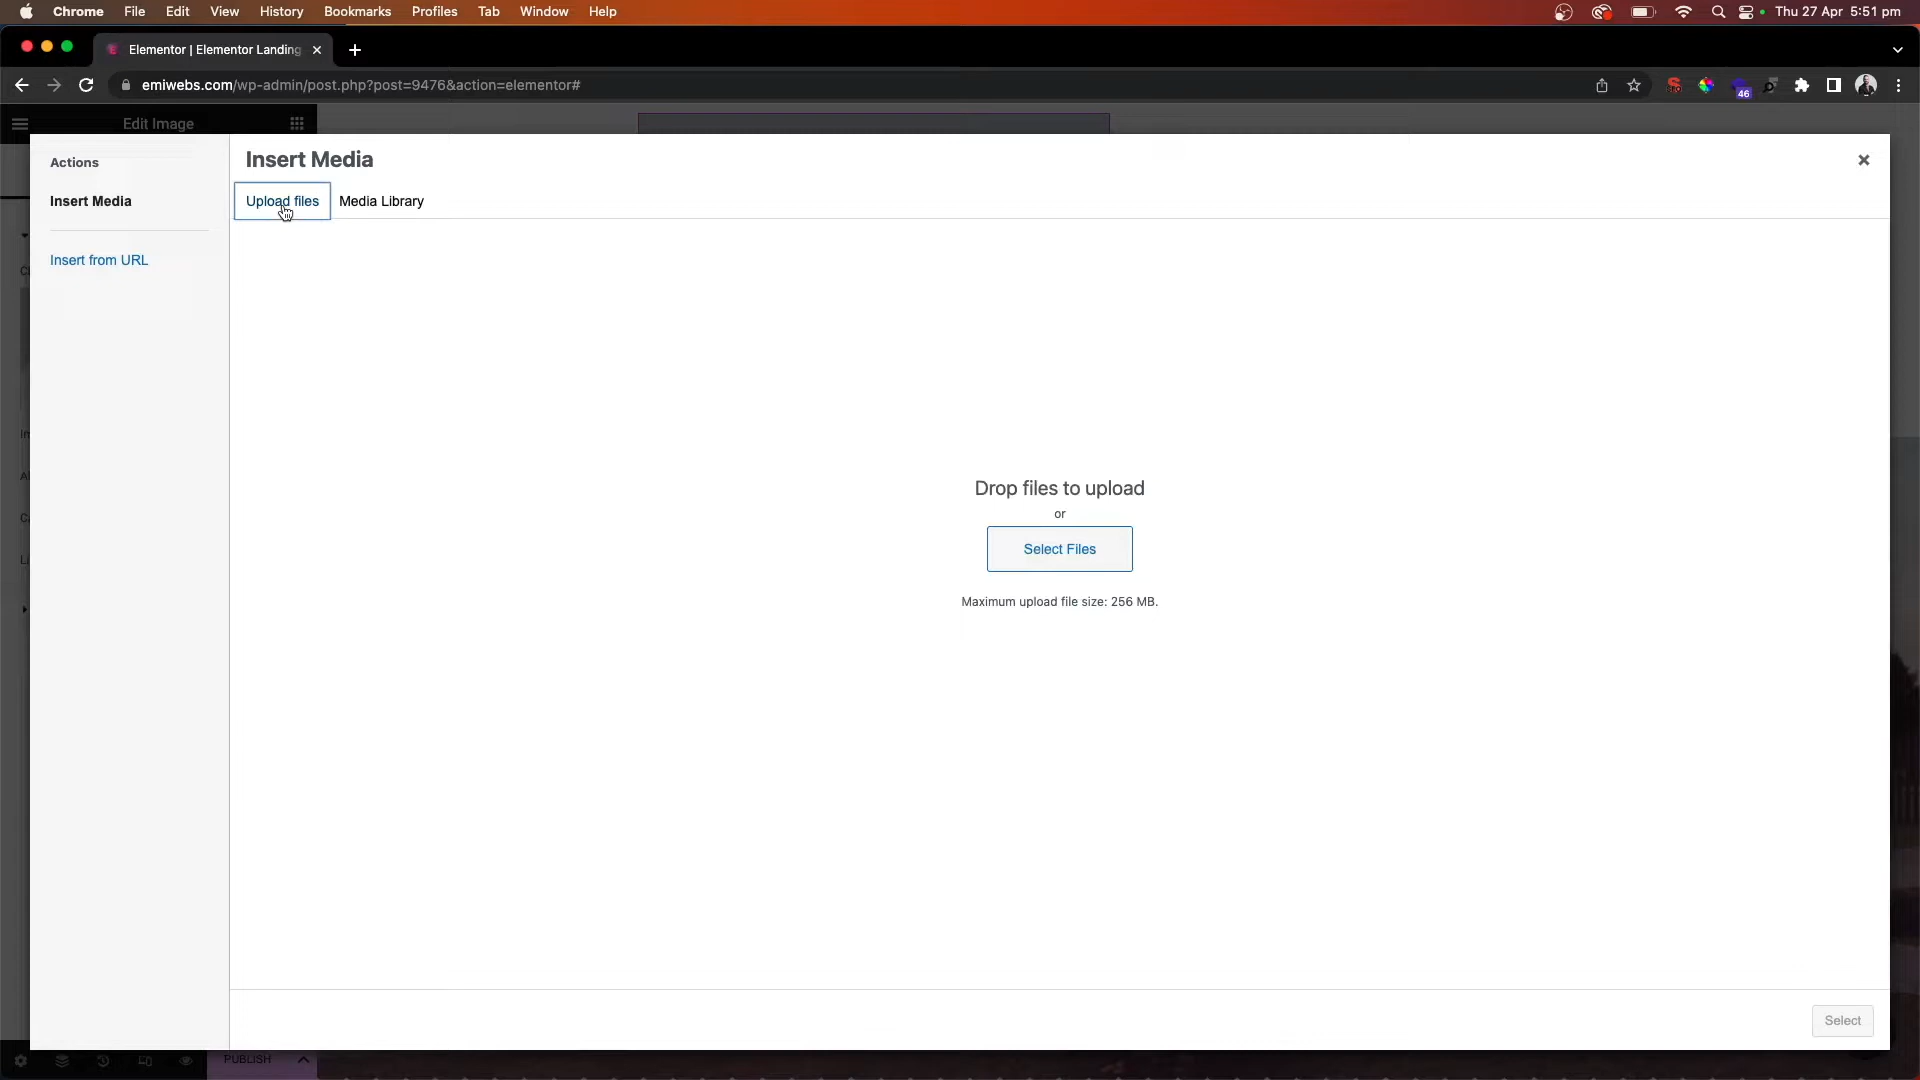 Chrome File Edit View History Bookmarks Profiles Tab Window Help Thu 27 Apr 5:51 pm
Elementor | Elementor Landing
emiwebs.com/wp-admin/post.php?post=9476&action=elementor#
46
Edit Image
Actions
Insert Media
Insert from URL
Insert Media
Upload files Media Library
Drop files to upload
or
Select Files
Maximum upload file size: 256 MB.
Select
PUBLISH